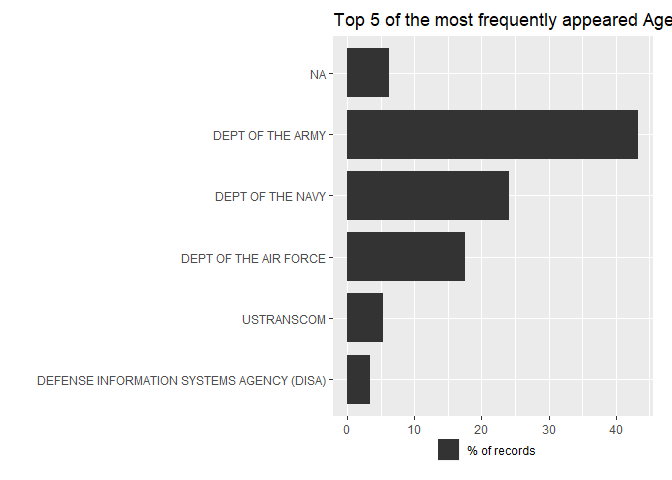 Top 5 of the most frequently appeared Age
NA
DEPT OF THE ARMY
DEPT OF THE NAVY
DEPT OF THE AIR FORCE
USTRANSCOM
DEFENSE INFORMATION SYSTEMS AGENCY (DISA)
0 10 20 30 40
% of records